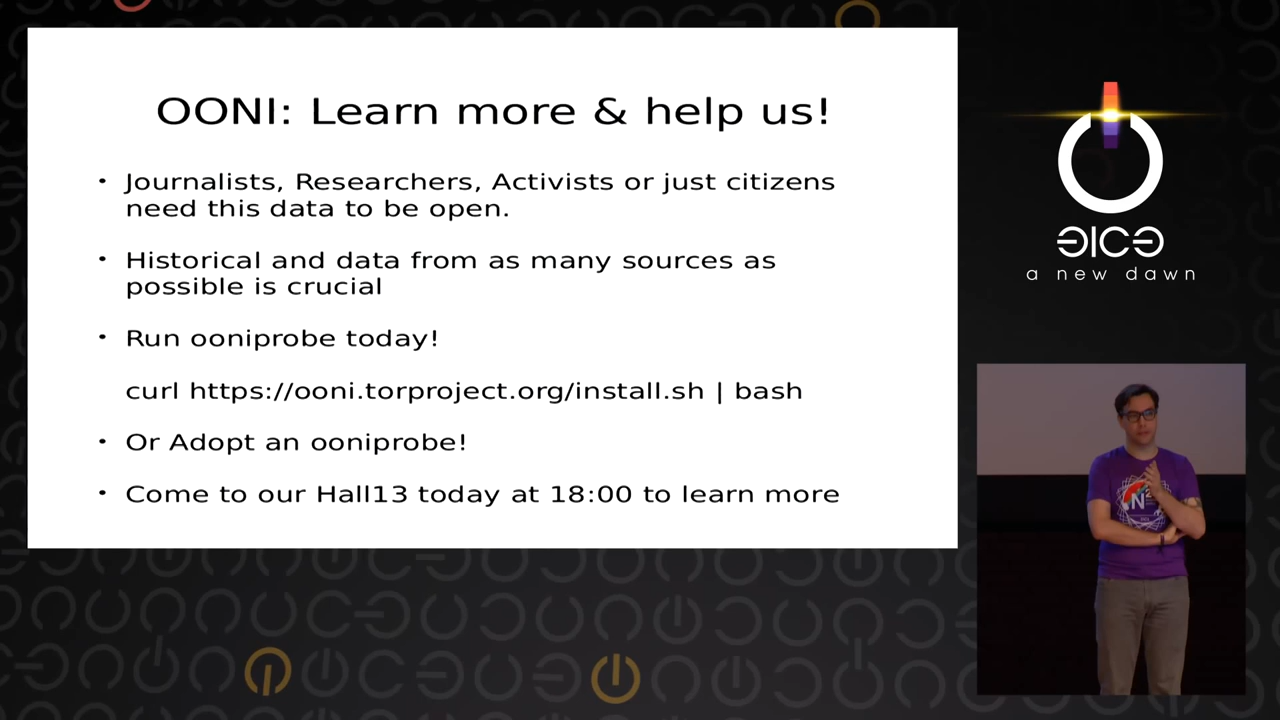 OONI: Learn more & help us!
• Journalists, Researchers, Activists or just citizens
need this data to be open.
• Historical and data from as many sources as
possible is crucial
• Run ooniprobe today!
curl https://ooni.torproject.org/install.sh | bash
• Or Adopt an ooniprobe!
• Come to our Hall13 today at 18:00 to learn more
a new dawn